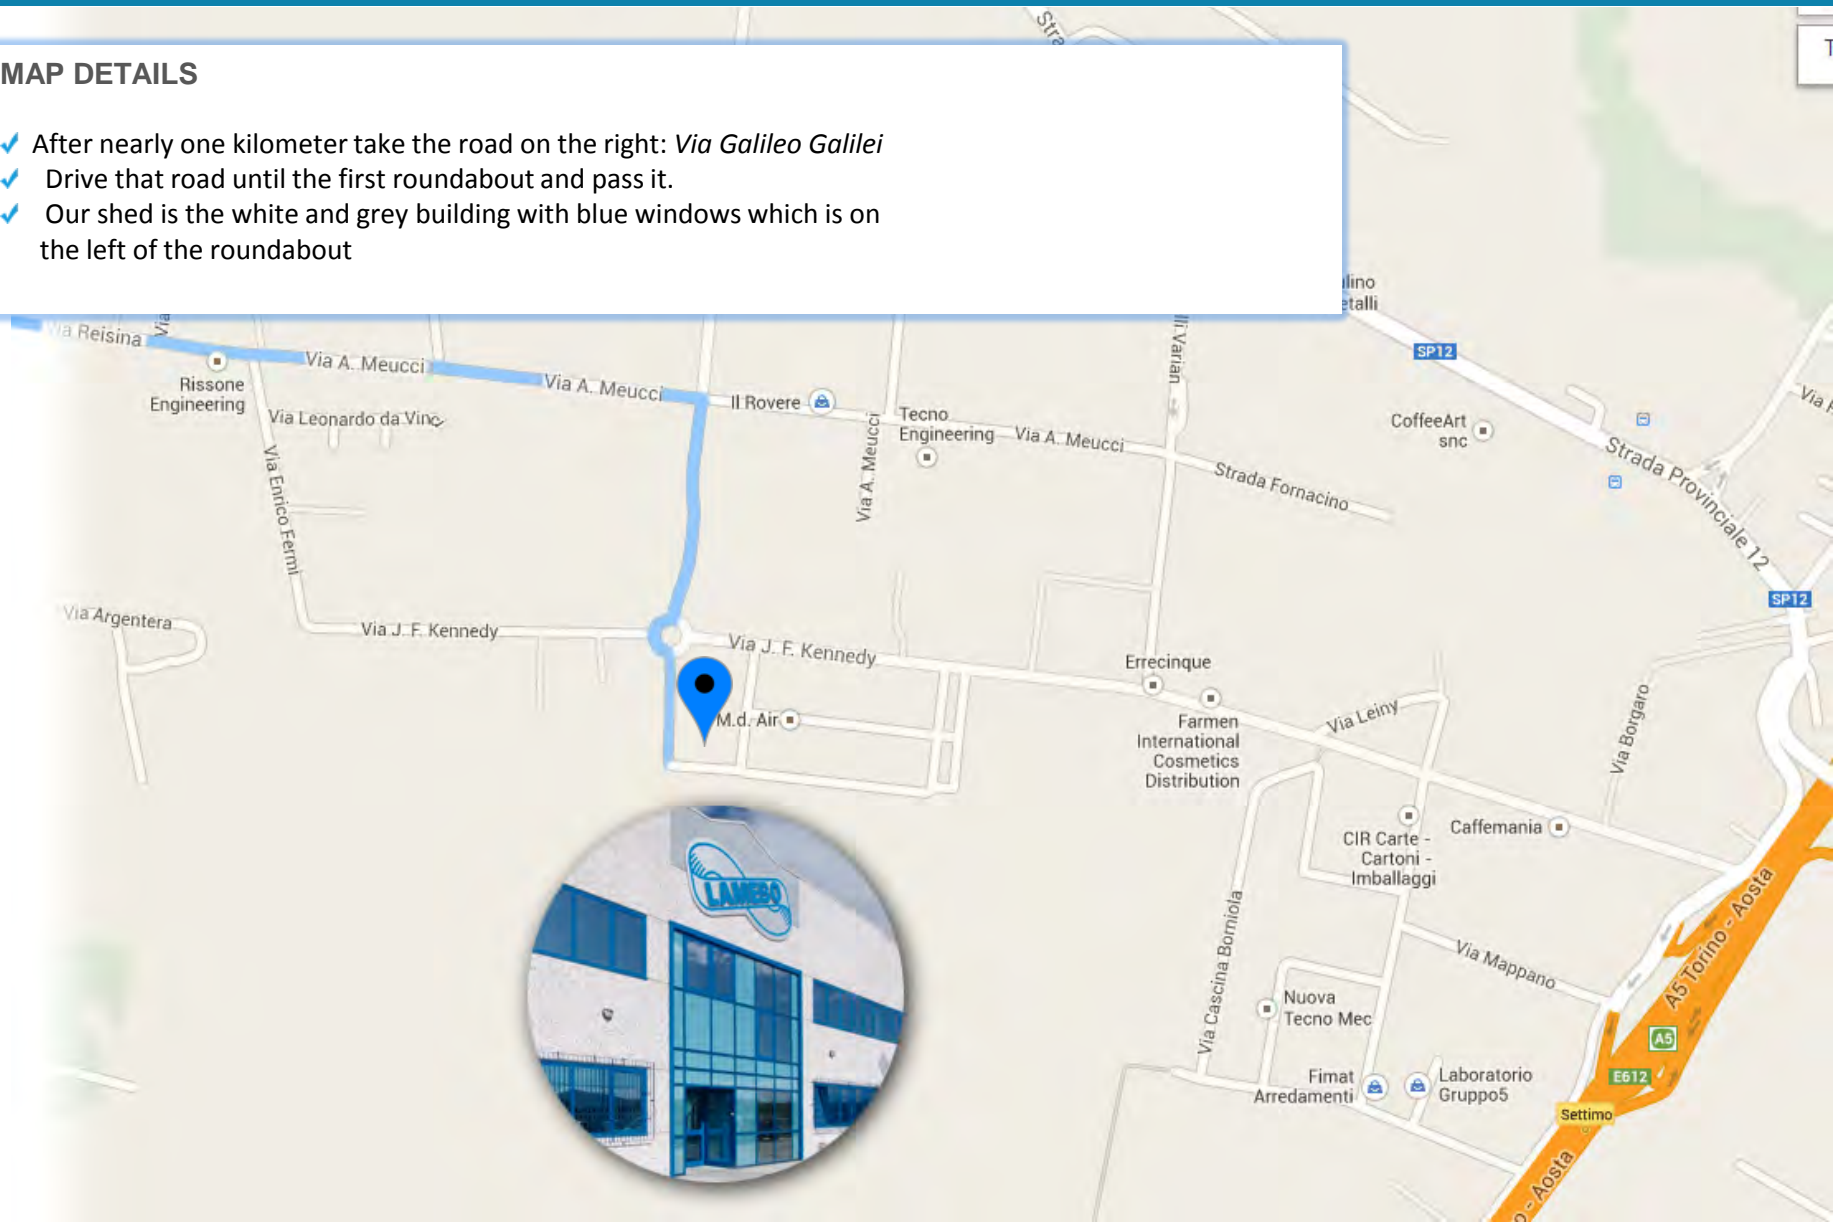 MAP DETAILS
After nearly one kilometer take the road on the right: Via Galileo Galilei
Drive that road until the first roundabout and pass it.
Our shed is the white and grey building with blue windows which is on
the left of the roundabout
Via Reisina
Rissone
Engineering
Via A. Meucci
Via A. Meucci
Il Rovere
Via Leonardo da Vinc
Via Enrico Fermi
Via A. Meucci
Tecno
Engineering
Via A. Meucci
Varian
Strada Fornacino
SP12
CoffeeArt
snc
Strada Provinciale 12
SP12
Via Argentera
Via J. F. Kennedy
Via J. F. Kennedy
M.d. Air
Errecinque
Farmen
International
Cosmetics
Distribution
Via Leiny
Via Borgaro
CIR Carte -
Cartoni -
Imballaggi
Caffemania
Via Cascina Borniola
Via Mappano
Nuova
Tecno Mec
Fimat
Arredamenti
Laboratorio
Gruppo5
A5 Torino - Aosta
A5
E612
Settimo
- Aosta
LAMEBO